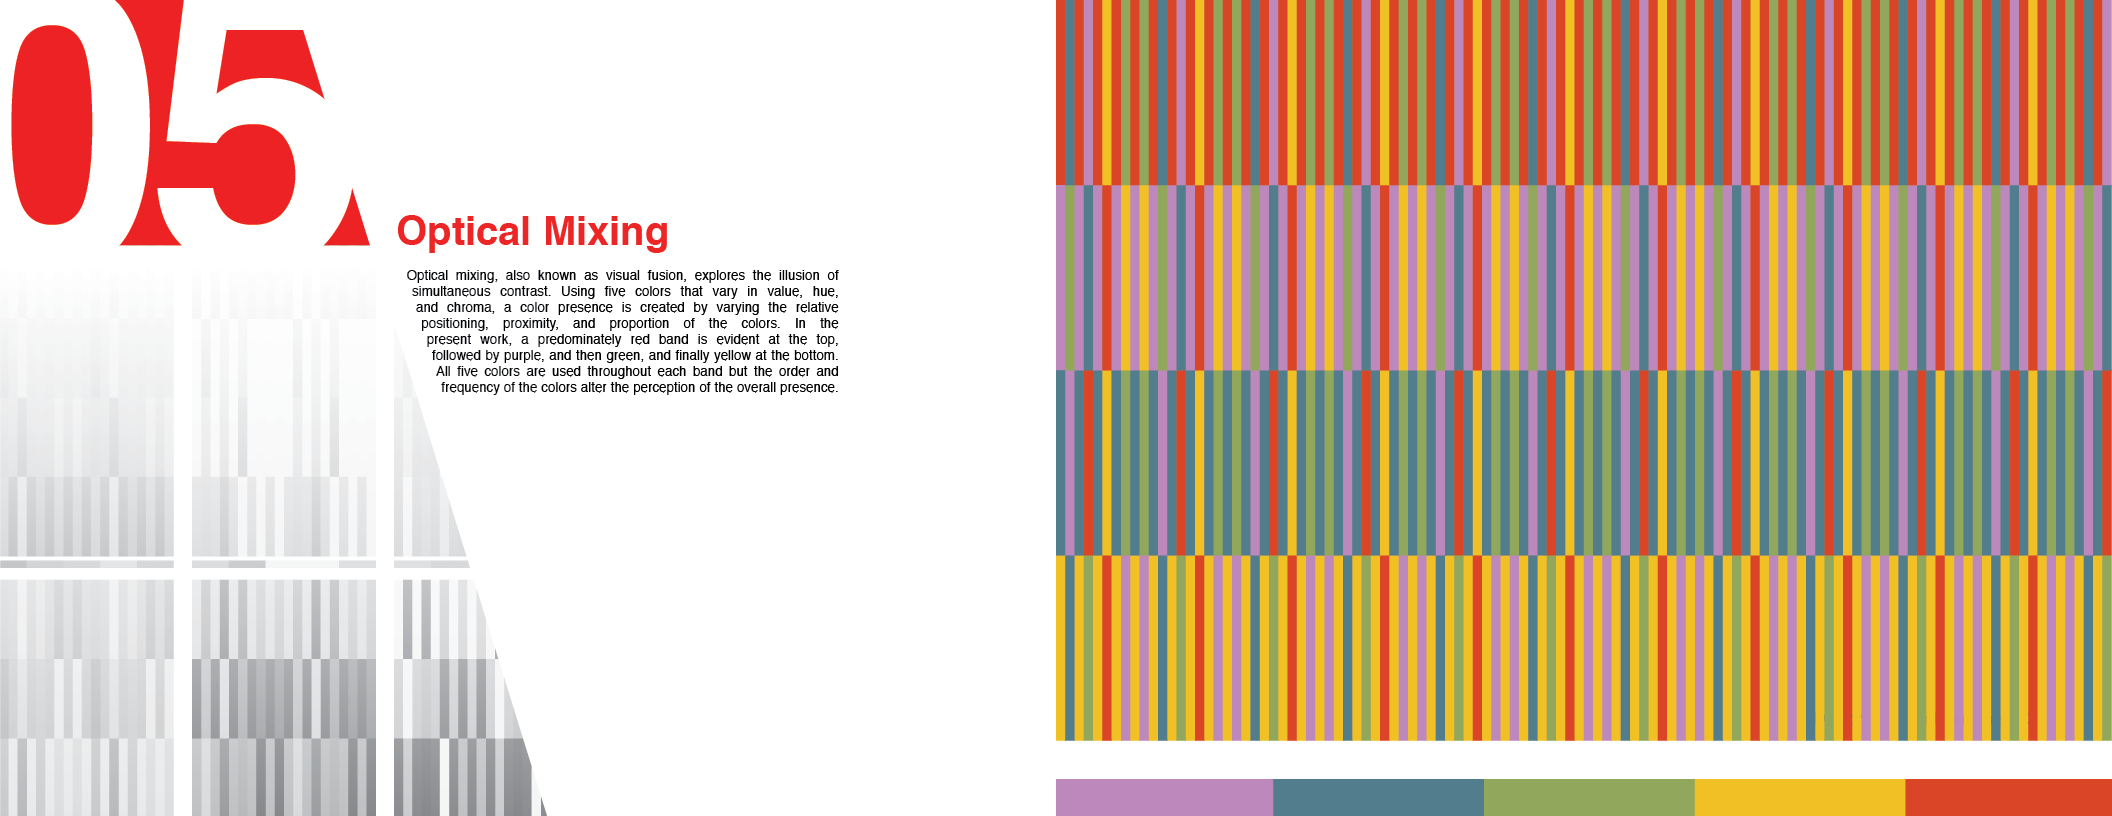 05
Optical Mixing
Optical mixing, also known as visual fusion, explores the illusion of
simultaneous contrast. Using five colors that vary in value, hue,
and chroma, a color presence is created by varying the relative
positioning, proximity, and proportion of the colors. In the
present work, a predominately red band is evident at the top,
followed by purple, and then green, and finally yellow at the bottom.
All five colors are used throughout each band but the order and
frequency of the colors alter the perception of the overall presence.